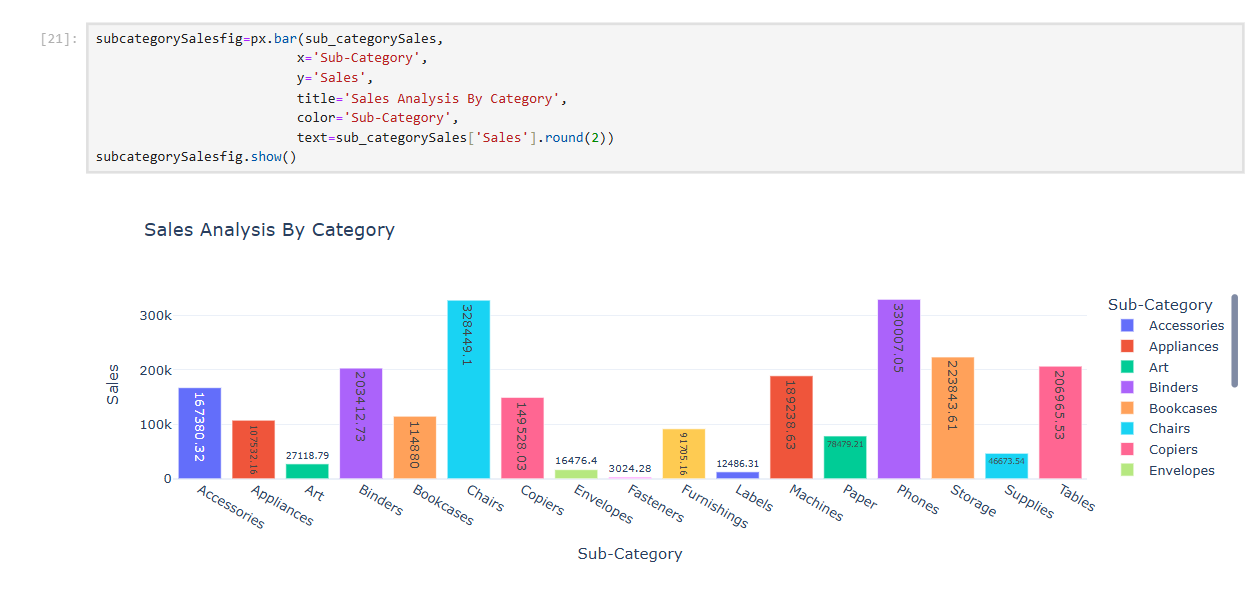 [21]:
subcategorySalesfig=px.bar(sub_categorySales,
x='Sub-Category',
y='Sales',
title='Sales Analysis By Category',
color='Sub-Category',
text=sub_categorySales['Sales'].round(2))
subcategorySalesfig.show()
Sales Analysis By Category
Sales
300k
200k
100k
0
167380.32
107532.16
27118.79
203412.73
114880
328449.1
149528.03
16476.4
3024.28
91705.16
12486.31
189238.63
78479.21
330007.05
223843.61
46673.54
206965.53
Accessories
Appliances
Art
Binders
Bookcases
Chairs
Copiers
Envelopes
Fasteners
Furnishings
Labels
Machines
Paper
Phones
Storage
Supplies
Tables
Sub-Category
Sub-Category
Accessories
Appliances
Art
Binders
Bookcases
Chairs
Copiers
Envelopes